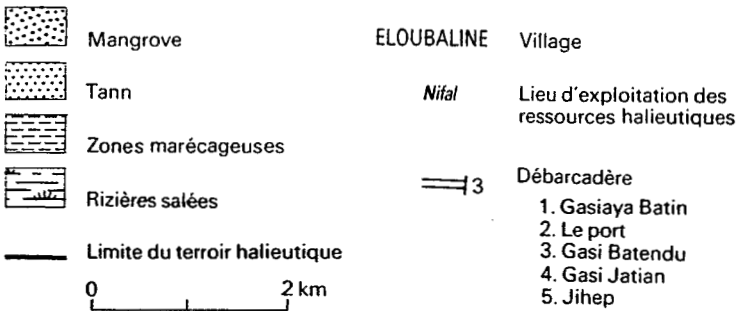 Mangrove
Tann
Zones marécageuses
Rizières salées
Limite du terroir halieutique
0 2 km
ELOUBALINE Village
Nifal Lieu d'exploitation des
ressources halieutiques
3 Débarcadère
1. Gasiaya Batin
2. Le port
3. Gasi Batendu
4. Gasi Jatian
5. Jihep